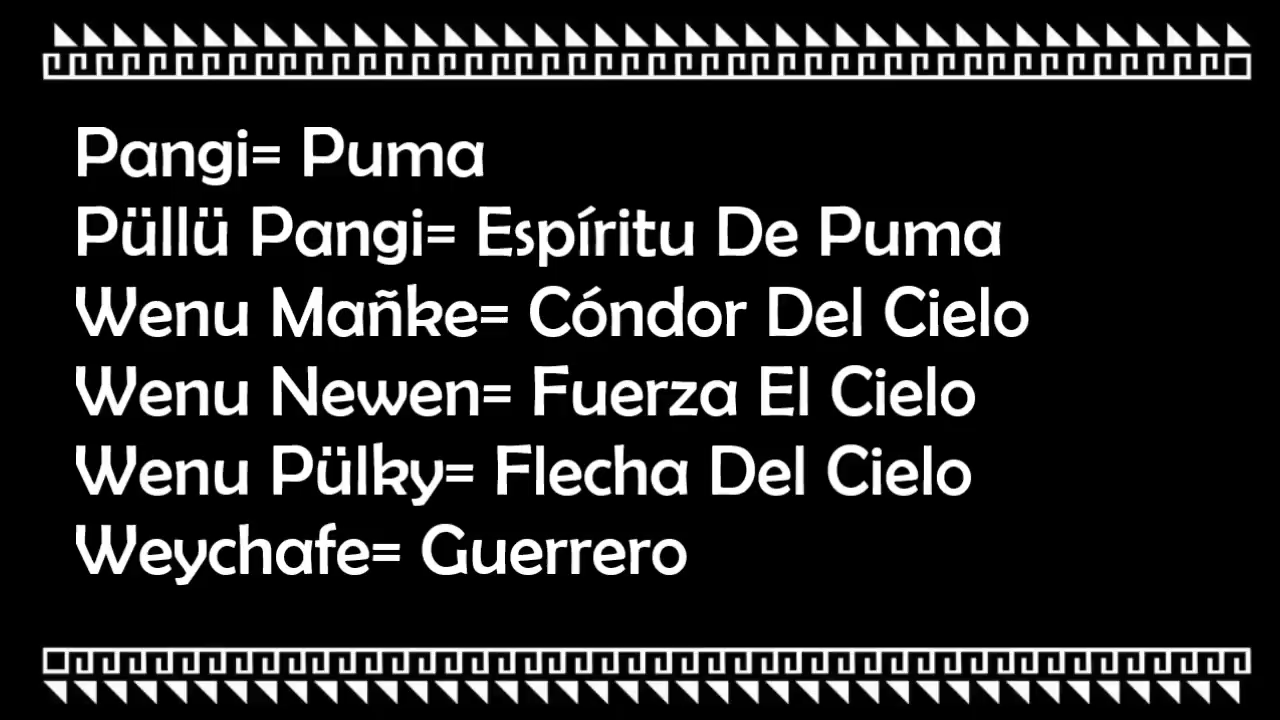 Pangi= Puma
Püllü Pangi= Espíritu De Puma
Wenu Mañke= Cóndor Del Cielo
Wenu Newen= Fuerza El Cielo
Wenu Pülky= Flecha Del Cielo
Weychafe= Guerrero